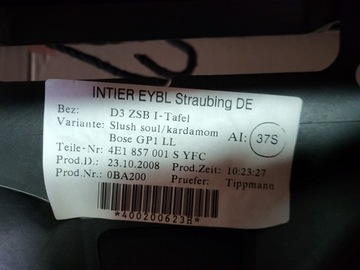 INTIER EYBL Straubing DE
Bez: D3 ZSB I-Tafel
Variante: Slush soul/kardamom
Bose GP1 LL
AI: 37S
Teile-Nr: 4E1 857 001 S YFC
Prod.D.: 23.10.2008 Prod.Zeit: 10:23:27
Prod.Nr.: 0BA200 Pruefer: Tippmann
*400200623H*